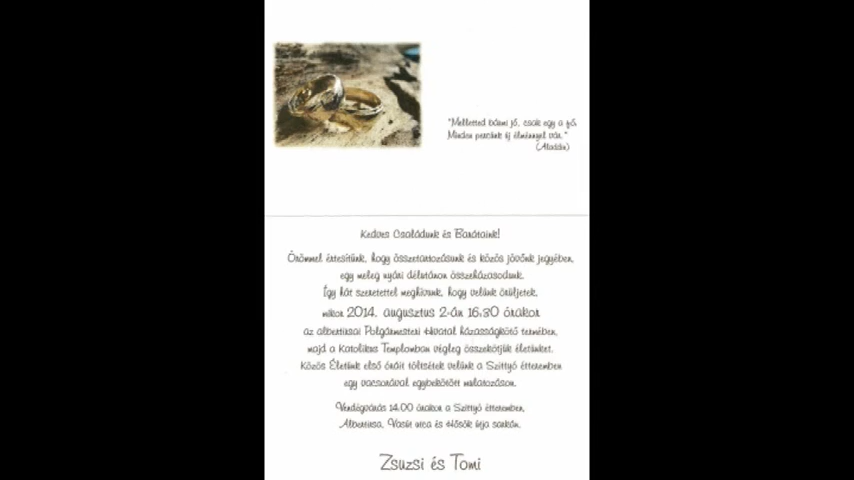 "Melletted bármi jó, csak egy a fő,
Minden percünk új élménnyel vár."
(Aladdin)
Kedves Családunk és Barátaink!
Örömmel értesítünk, hogy összetartozásunk és közös jövőnk jegyében,
egy meleg nyári délutánon összeházasodunk.
Így hát szeretettel meghívunk, hogy velünk örüljetek,
mikor 2014. augusztus 2-án 16:30 órakor
az albertirsai Polgármesteri Hivatal házasságkötő termében,
majd a Katolikus Templomban végleg összekötjük életünket.
Közös Életünk első óráit töltsétek velünk a Szittyó étteremben
egy vacsorával egybekötött mulatozáson.
Vendégvárás 14.00 órakor a Szittyó étteremben,
Albertirsa, Vasút utca és Hősök útja sarkán.
Zsuzsi és Tomi